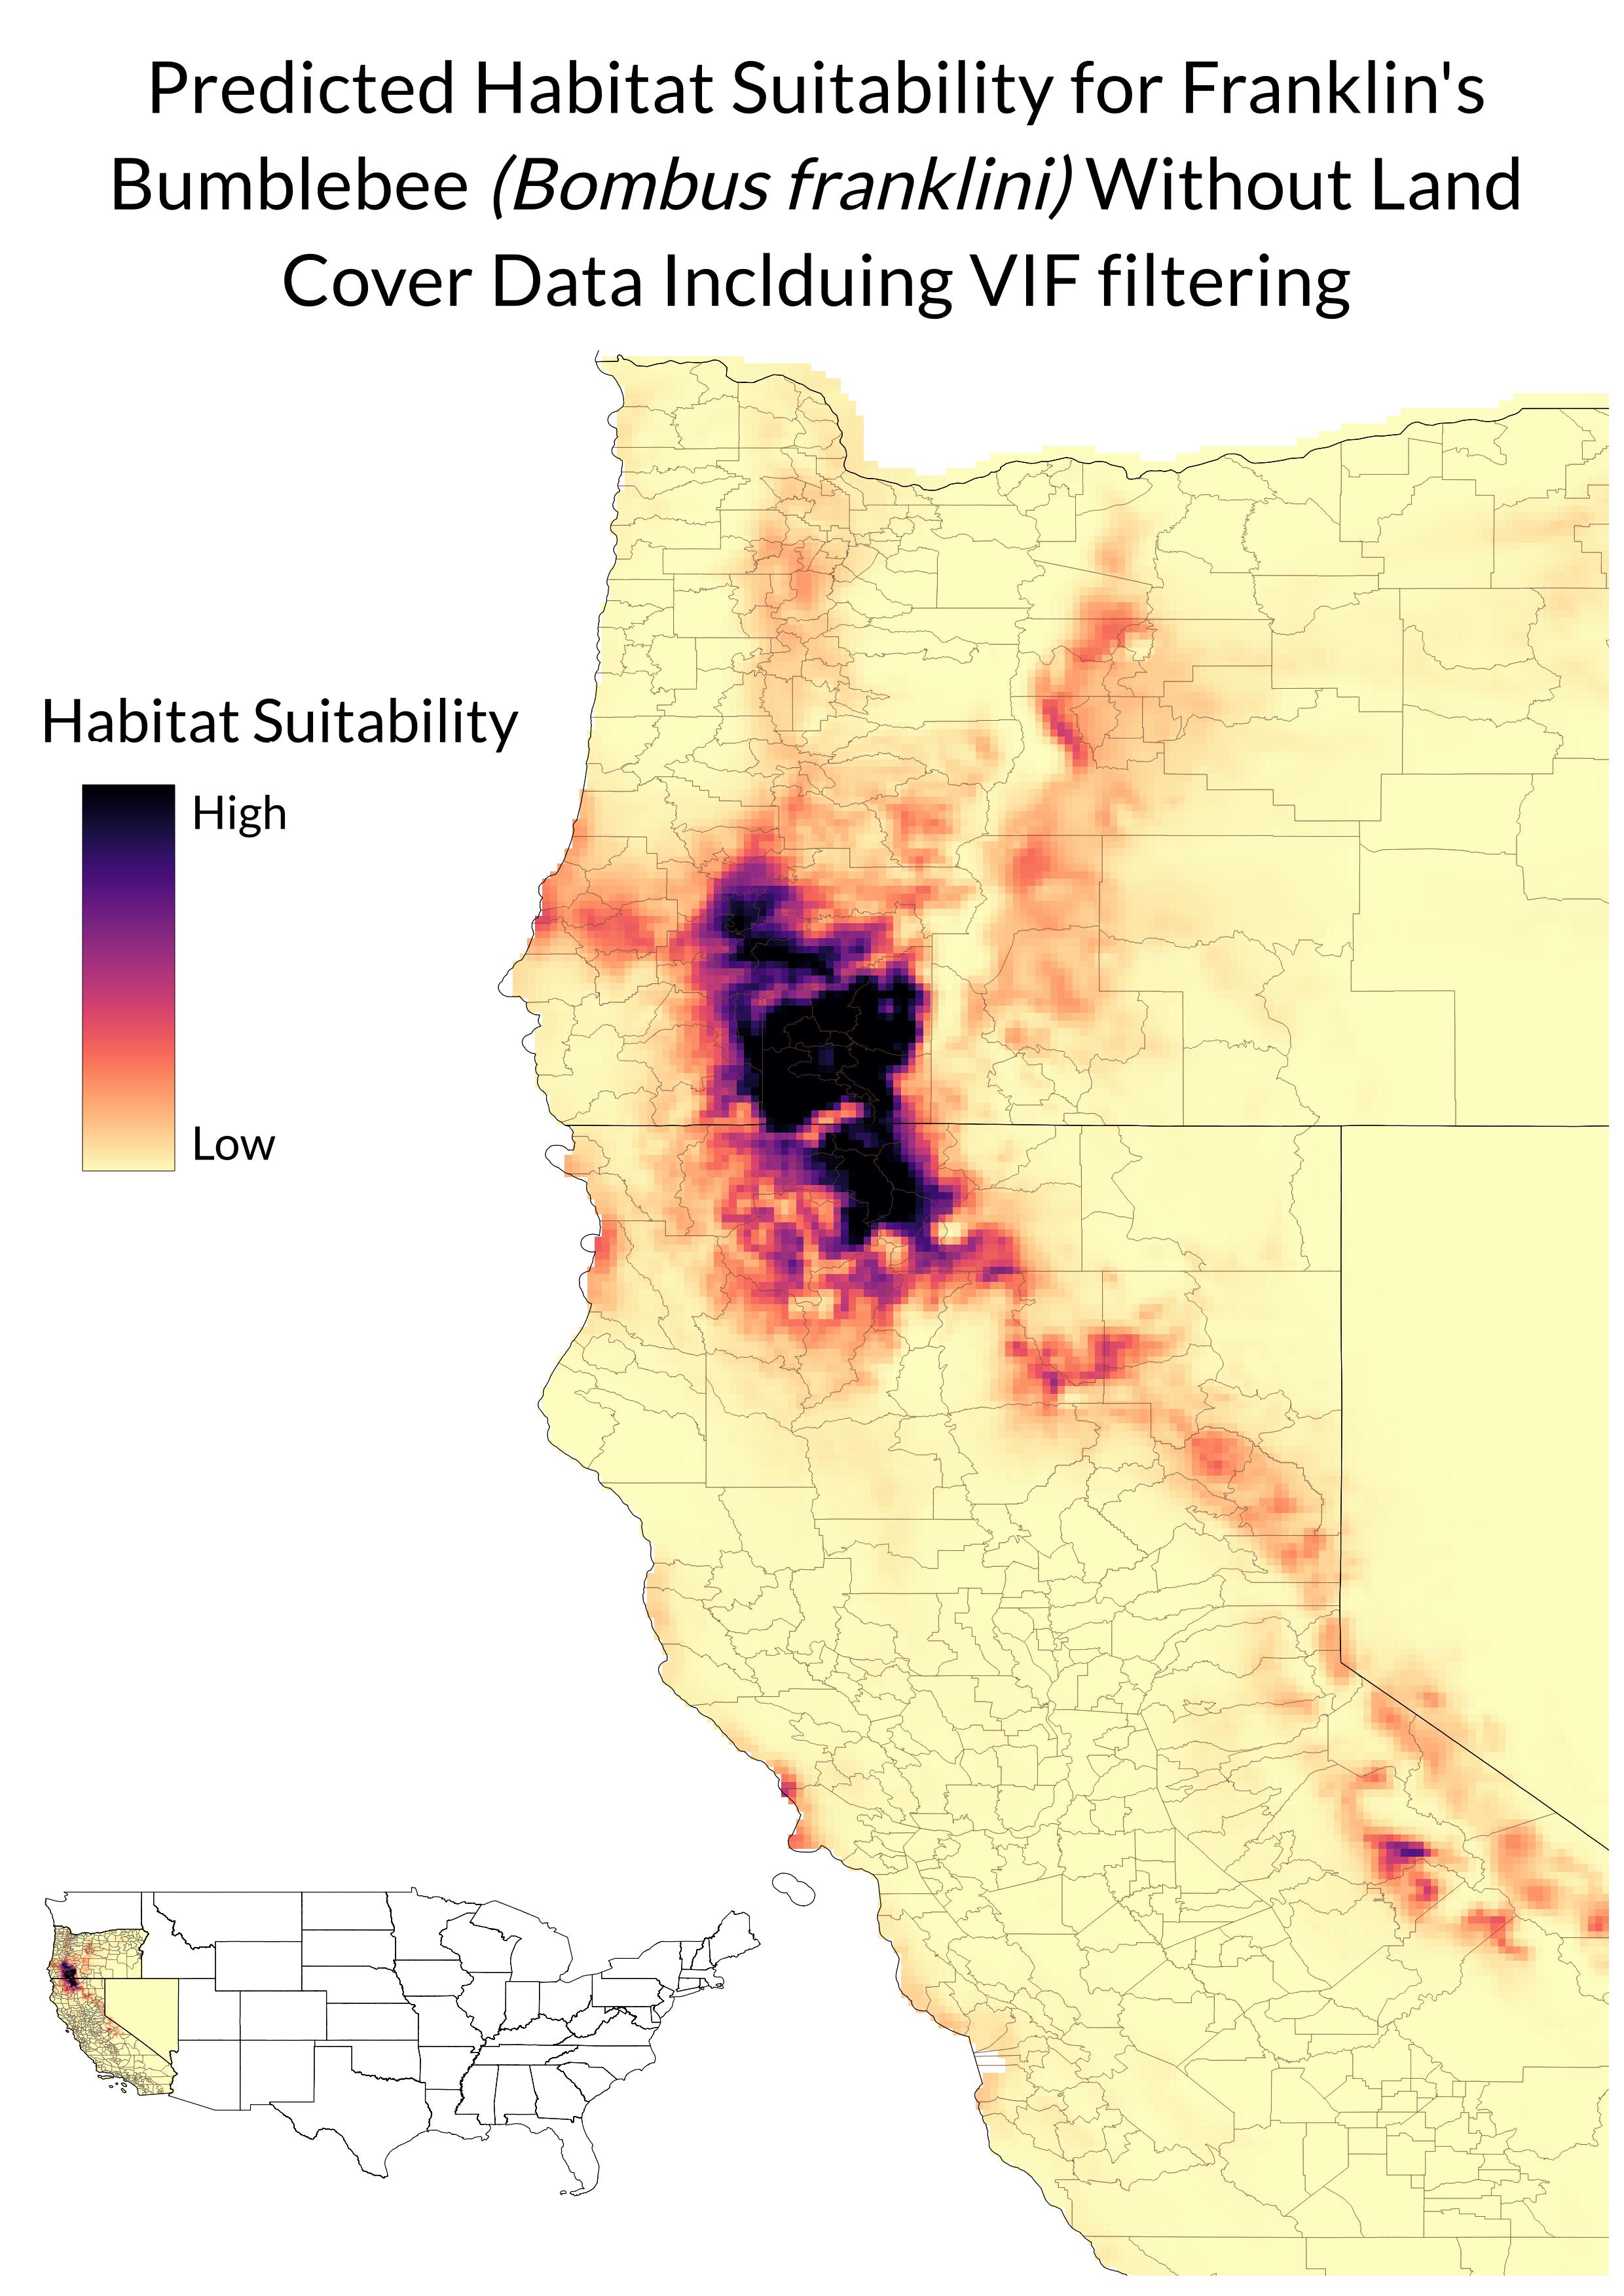 Predicted Habitat Suitability for Franklin's
Bumblebee (Bombus franklini) Without Land
Cover Data Inclduing VIF filtering
Habitat Suitability
High
Low